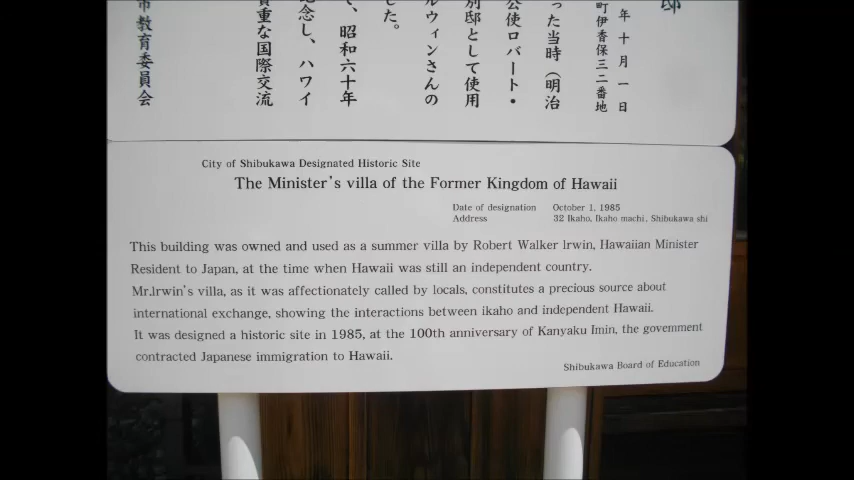 邸
年十月一日
町伊香保三二番地
った当時(明治
公使ロバート・
別邸として使用
ルウィンさんの
した。
、昭和六十年
念し、ハワイ
貴重な国際交流
市教育委員会
City of Shibukawa Designated Historic Site
The Minister's villa of the Former Kingdom of Hawaii
Date of designation October 1, 1985
Address 32 Ikaho, Ikaho machi, Shibukawa shi
This building was owned and used as a summer villa by Robert Walker lrwin, Hawaiian Minister
Resident to Japan, at the time when Hawaii was still an independent country.
Mr.lrwin's villa, as it was affectionately called by locals, constitutes a precious source about
international exchange, showing the interactions between ikaho and independent Hawaii.
It was designed a historic site in 1985, at the 100th anniversary of Kanyaku Imin, the government
contracted Japanese immigration to Hawaii.
Shibukawa Board of Education